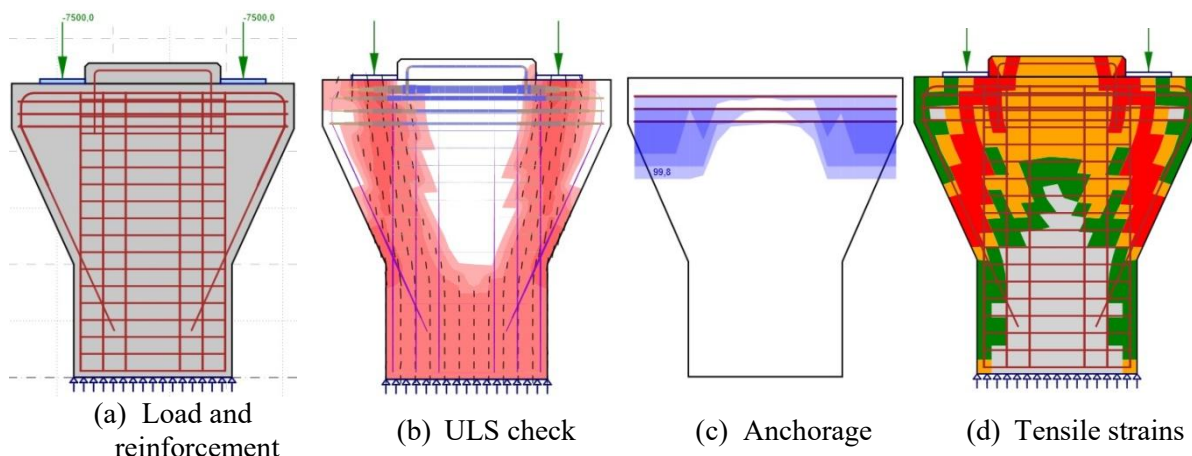 -7500,0 -7500,0
99,8
(a) Load and
reinforcement
(b) ULS check
(c) Anchorage
(d) Tensile strains